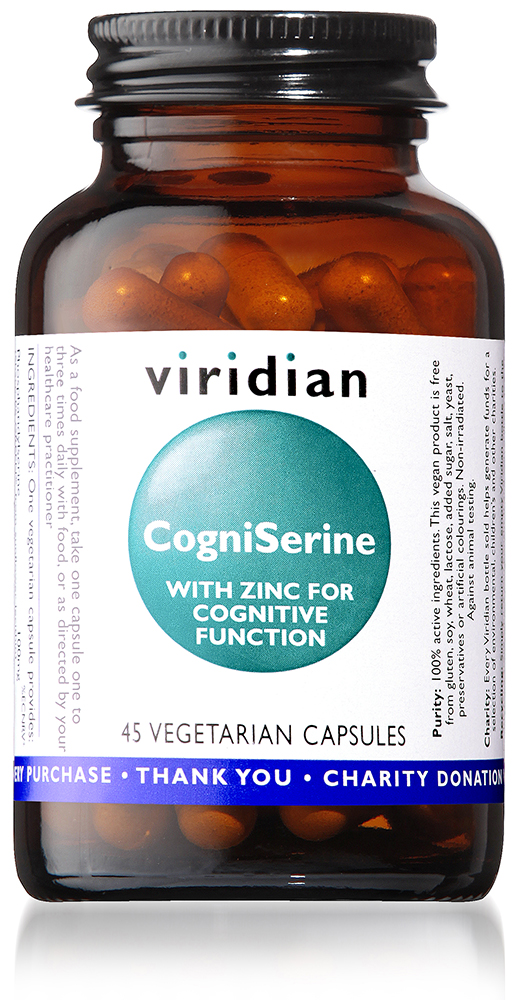 viridian
CogniSerine
WITH ZINC FOR
COGNITIVE
FUNCTION
45 VEGETARIAN CAPSULES
PURCHASE • THANK YOU • CHARITY DONATION
As a food supplement, take one capsule one to
three times daily with food, or as directed by your
healthcare practitioner
INGREDIENTS: One vegetarian capsule provides:
Purity: 100% active ingredients. This vegan product is free
from gluten, soy, wheat, lactose, added sugar, salt, yeast,
preservatives or artificial colourings. Non-irradiated.
Against animal testing.
Charity: Every Viridian bottle sold helps generate funds for a
selection of environmental, children's and other charities.